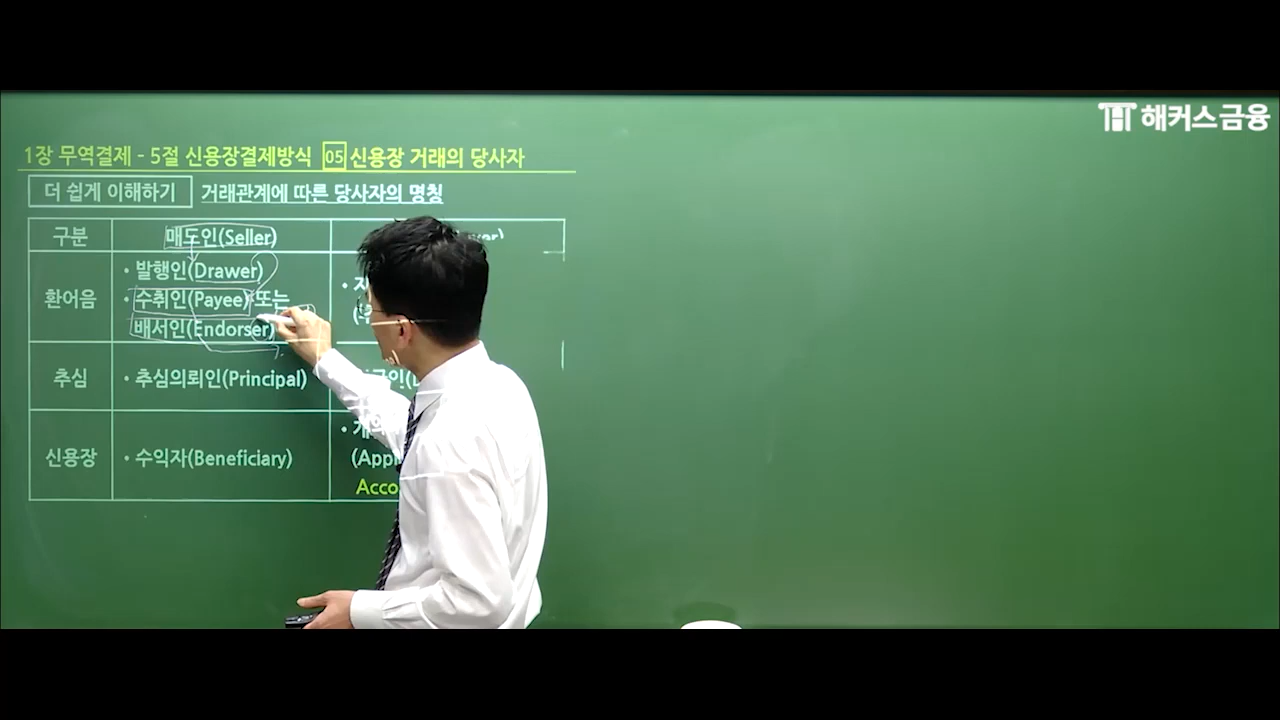 해커스금융
1장 무역결제 - 5절 신용장결제방식 05 신용장 거래의 당사자
더 쉽게 이해하기 거래관계에 따른 당사자의 명칭
구분 매도인(Seller)
환어음
• 발행인(Drawer)
• 수취인(Payee) 또는
배서인(Endorser)
추심 • 추심의뢰인(Principal)
신용장 • 수익자(Beneficiary)
(Appl
Acco